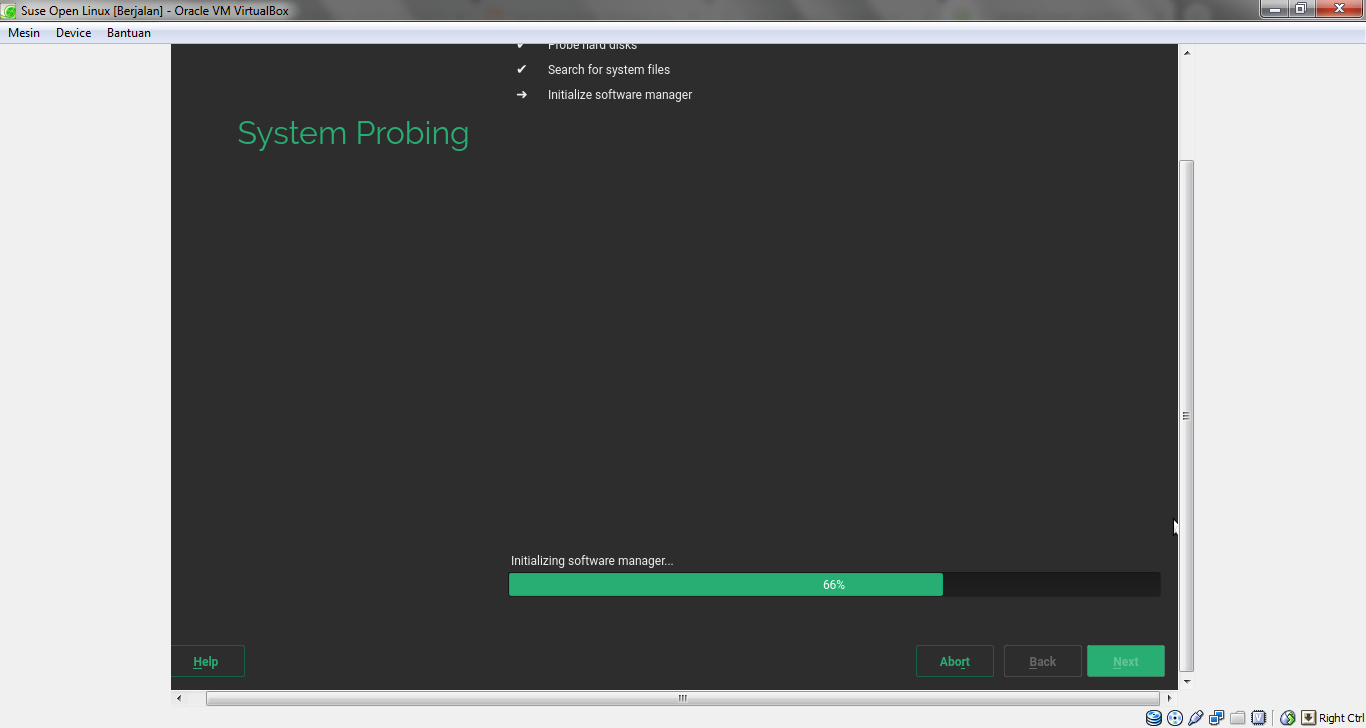 Suse Open Linux [Berjalan] - Oracle VM VirtualBox
Mesin Device Bantuan
Probe hard disks
✔ Search for system files
➔ Initialize software manager
System Probing
Initializing software manager...
66%
Help Abort Back Next
Right Ctrl